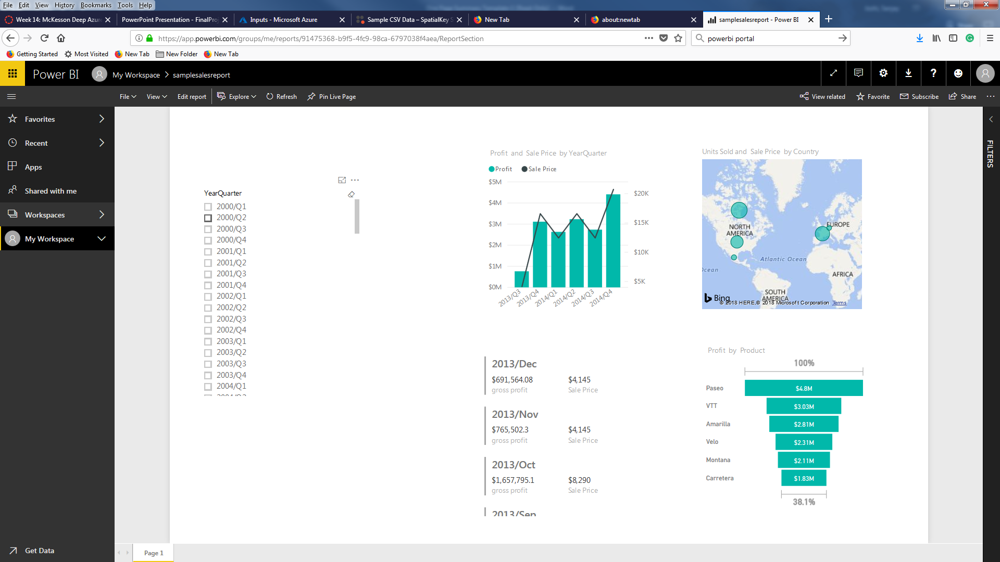 File Edit View History Bookmarks Tools Help
Week 14: McKesson Deep Azur
PowerPoint Presentation - FinalPro
Inputs - Microsoft Azure
Sample CSV Data – SpatialKey S
New Tab
about:newtab
samplesalesreport - Power BI
https://app.powerbi.com/groups/me/reports/91475368-b9f5-4fc9-98ca-6797038f4aea/ReportSection
powerbi portal
Getting Started Most Visited New Tab New Folder New Tab
Power BI My Workspace > samplesalesreport
File View Edit report Explore Refresh Pin Live Page View related Favorite Subscribe Share
Favorites
Recent
Apps
Shared with me
Workspaces
My Workspace
Get Data
YearQuarter
2000/Q1
2000/Q2
2000/Q3
2000/Q4
2001/Q1
2001/Q2
2001/Q3
2001/Q4
2002/Q1
2002/Q2
2002/Q3
2002/Q4
2003/Q1
2003/Q2
2003/Q3
2003/Q4
2004/Q1
Profit and Sale Price by YearQuarter
Profit Sale Price
$5M
$4M
$3M
$2M
$1M
$0M
$20K
$15K
$10K
$5K
2013/Q3
2013/Q4
2014/Q1
2014/Q2
2014/Q3
2014/Q4
Units Sold and Sale Price by Country
NORTH
AMERICA
EUROPE
Atlantic Ocean
Ocean
AFRICA
SOUTH
AMERICA
Bing
© 2018 HERE,© 2018 Microsoft Corporation Terms
2013/Dec
$691,564.08 $4,145
gross profit Sale Price
2013/Nov
$765,502.3 $4,145
gross profit Sale Price
2013/Oct
$1,657,795.1 $8,290
gross profit Sale Price
2013/Sep
Profit by Product
100%
Paseo $4.8M
VTT $3.03M
Amarilla $2.81M
Velo $2.31M
Montana $2.11M
Carretera $1.83M
38.1%
FILTERS
Page 1